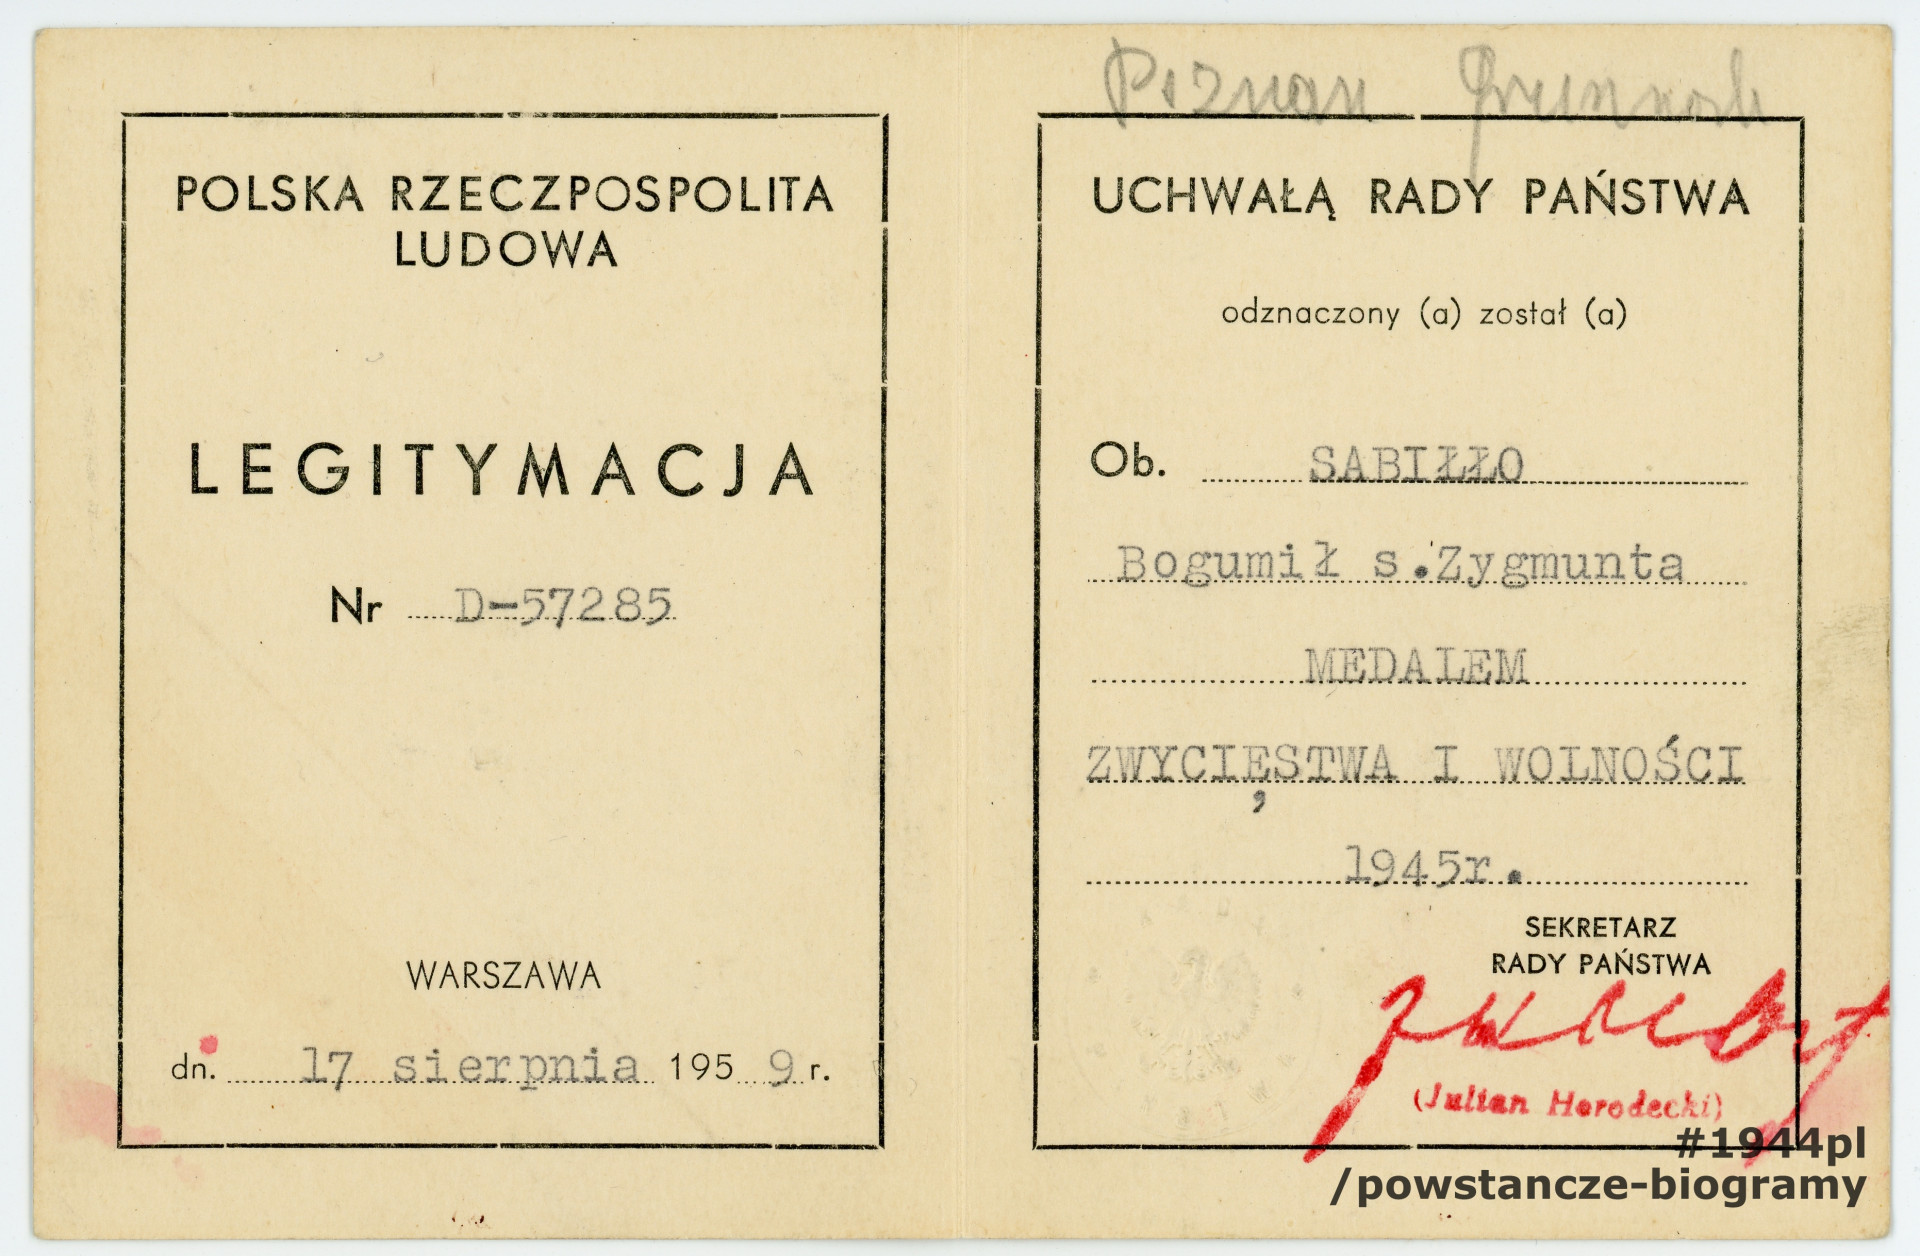 POLSKA RZECZPOSPOLITA
LUDOWA
LEGITYMACJA
Nr D-57285
WARSZAWA
dn. 17 sierpnia 1959 r.
Poznań
UCHWAŁĄ RADY PAŃSTWA
odznaczony (a) został (a)
Ob. SABIŁŁO
Bogumił s.Zygmunta
MEDALEM
ZWYCIĘSTWA I WOLNOŚCI
1945r.
SEKRETARZ
RADY PAŃSTWA
(Julian Horodecki)
#1944pl
/powstancze-biogramy